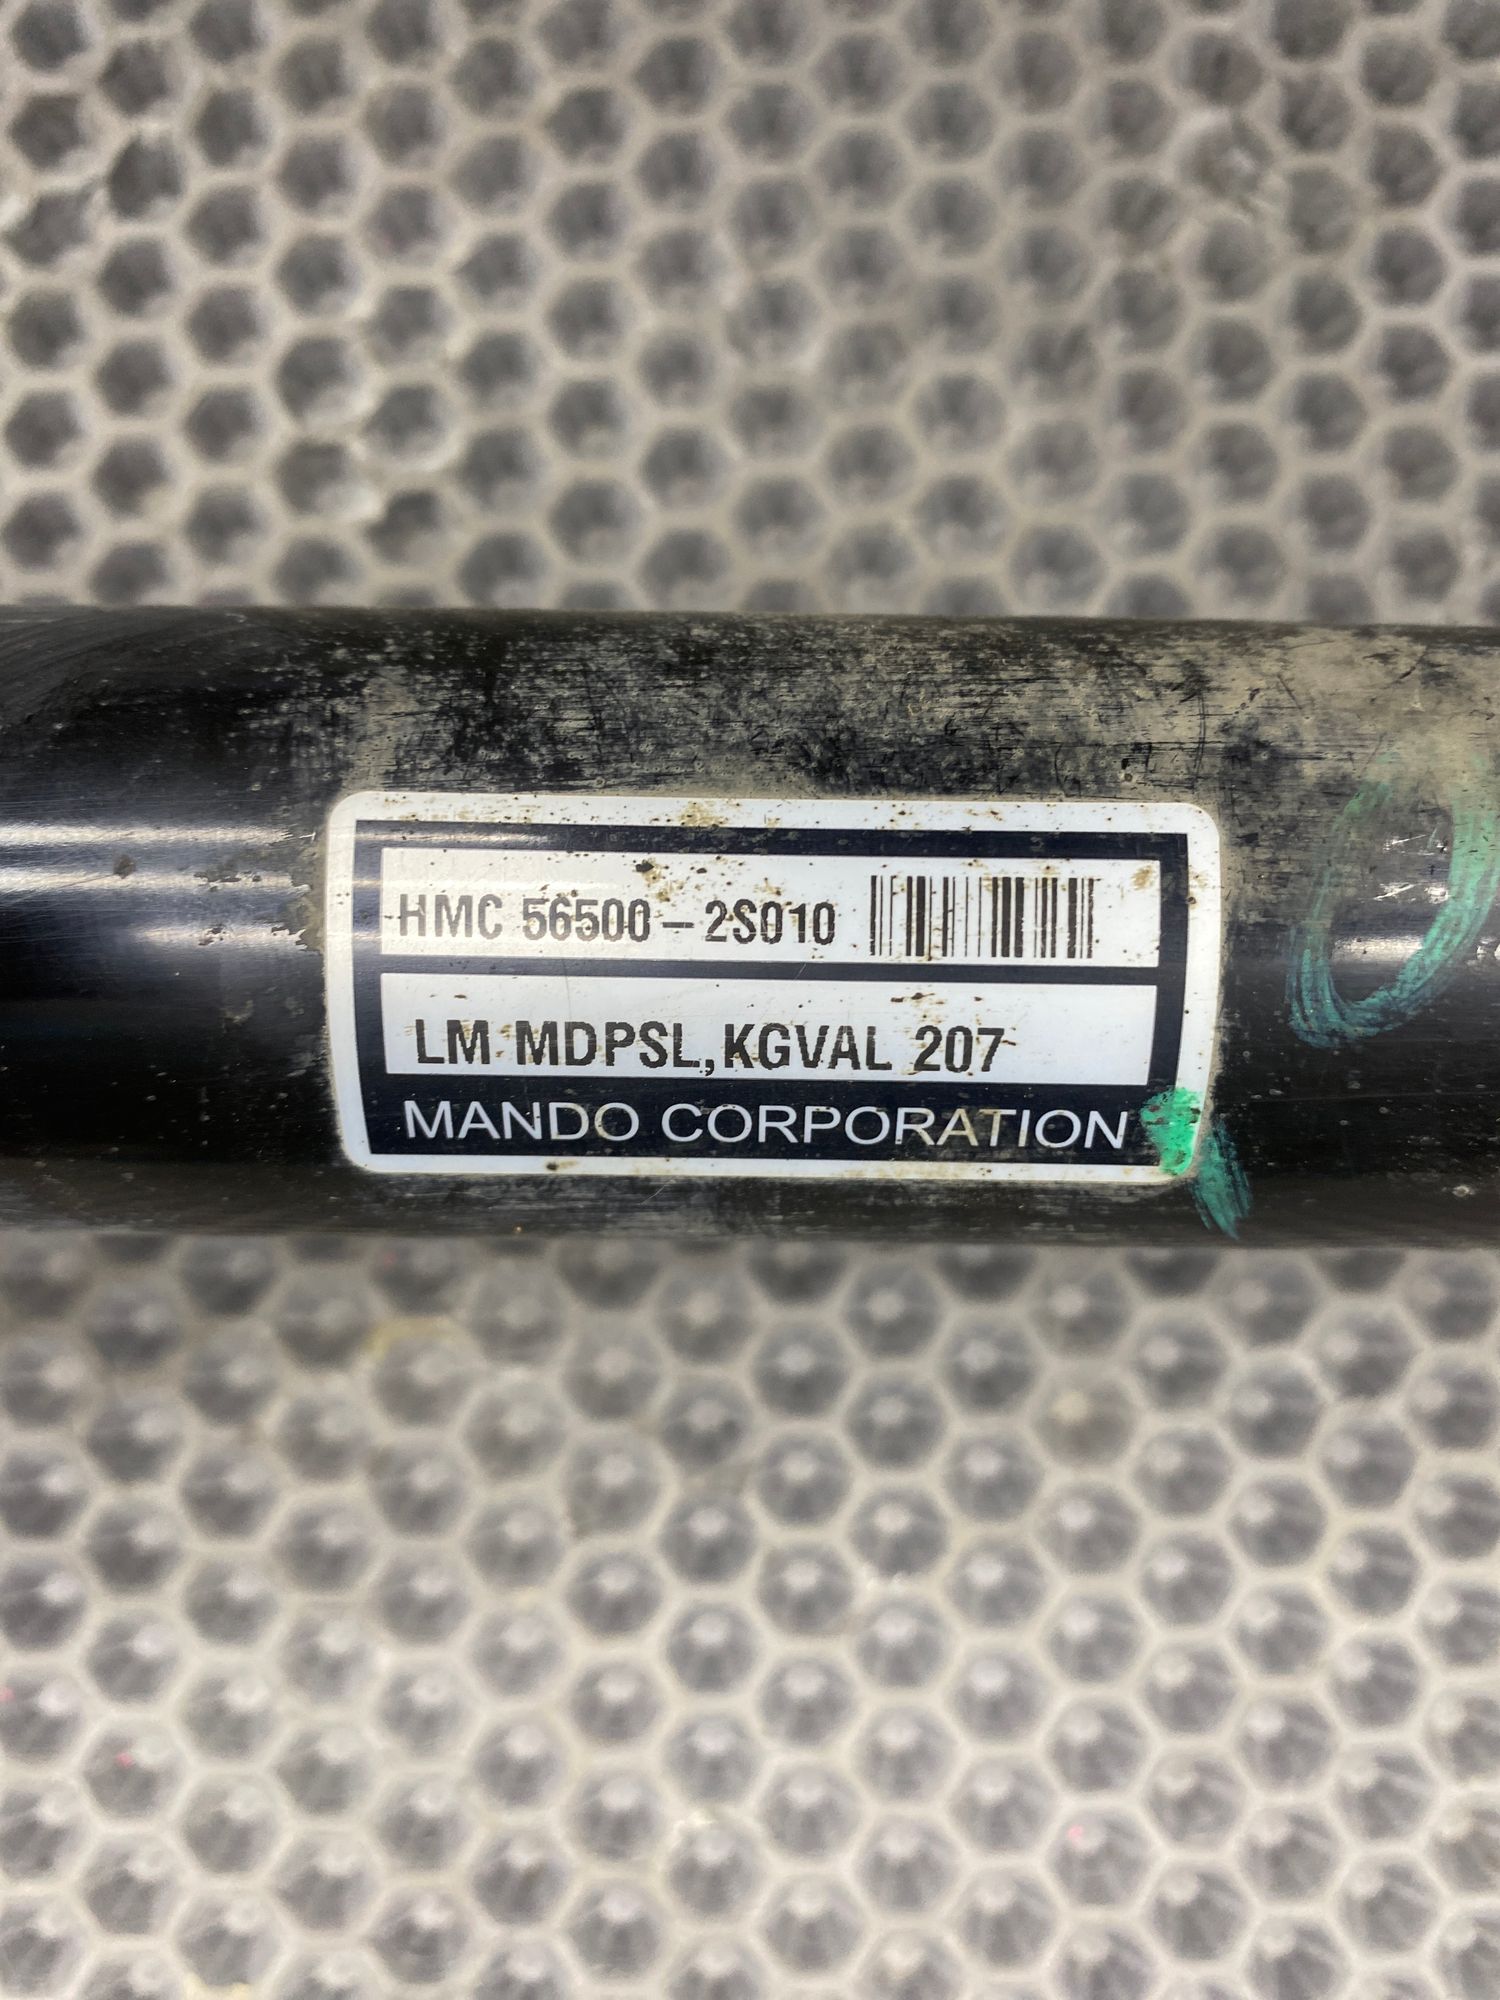 HMC 56500-2S010
LM MDPSL,KGVAL 207
MANDO CORPORATION